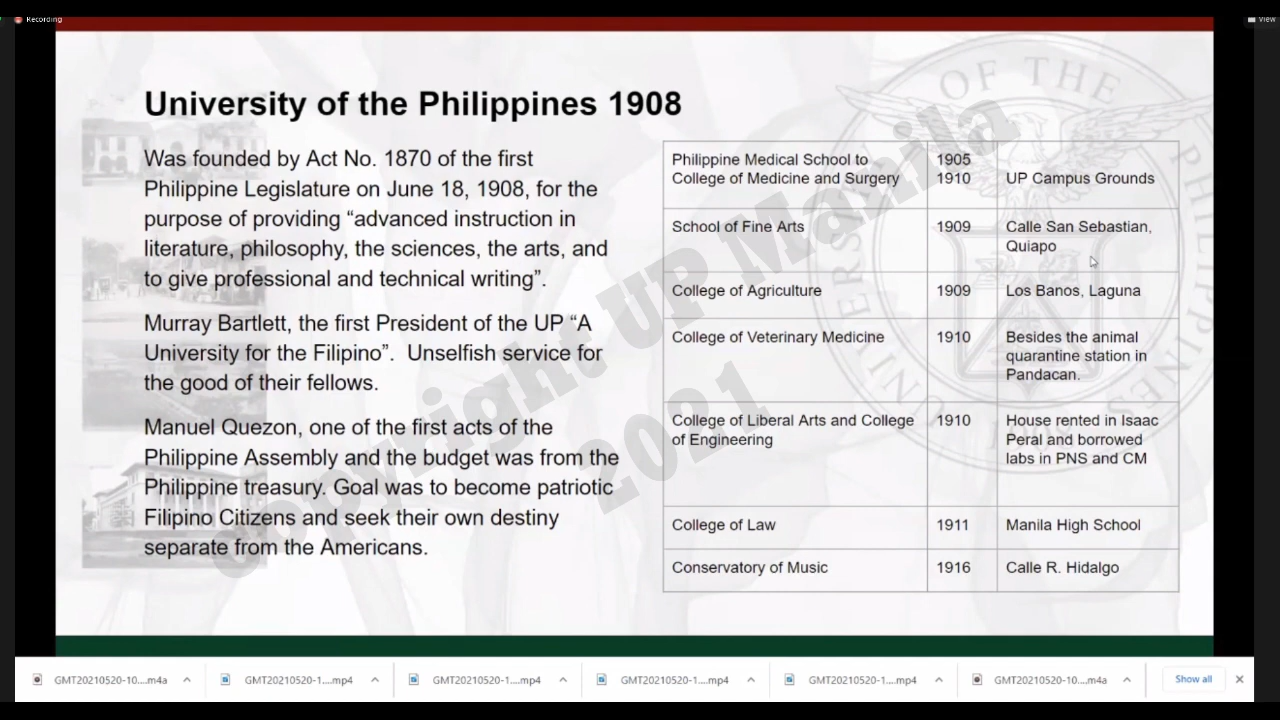 Recording
View
University of the Philippines 1908
Was founded by Act No. 1870 of the first
Philippine Legislature on June 18, 1908, for the
purpose of providing “advanced instruction in
literature, philosophy, the sciences, the arts, and
to give professional and technical writing”.
Murray Bartlett, the first President of the UP “A
University for the Filipino”. Unselfish service for
the good of their fellows.
Manuel Quezon, one of the first acts of the
Philippine Assembly and the budget was from the
Philippine treasury. Goal was to become patriotic
Filipino Citizens and seek their own destiny
separate from the Americans.
Philippine Medical School to 1905
College of Medicine and Surgery 1910 UP Campus Grounds
School of Fine Arts 1909 Calle San Sebastian,
Quiapo
College of Agriculture 1909 Los Banos, Laguna
College of Veterinary Medicine 1910 Besides the animal
quarantine station in
Pandacan.
College of Liberal Arts and College 1910 House rented in Isaac
of Engineering Peral and borrowed
labs in PNS and CM
College of Law 1911 Manila High School
Conservatory of Music 1916 Calle R. Hidalgo
Copyright UP Manila
2021
OF THE
PHILIPPINES
GMT20210520-10....m4a
GMT20210520-1....mp4
GMT20210520-1....mp4
GMT20210520-1....mp4
GMT20210520-1....mp4
GMT20210520-10....m4a
Show all